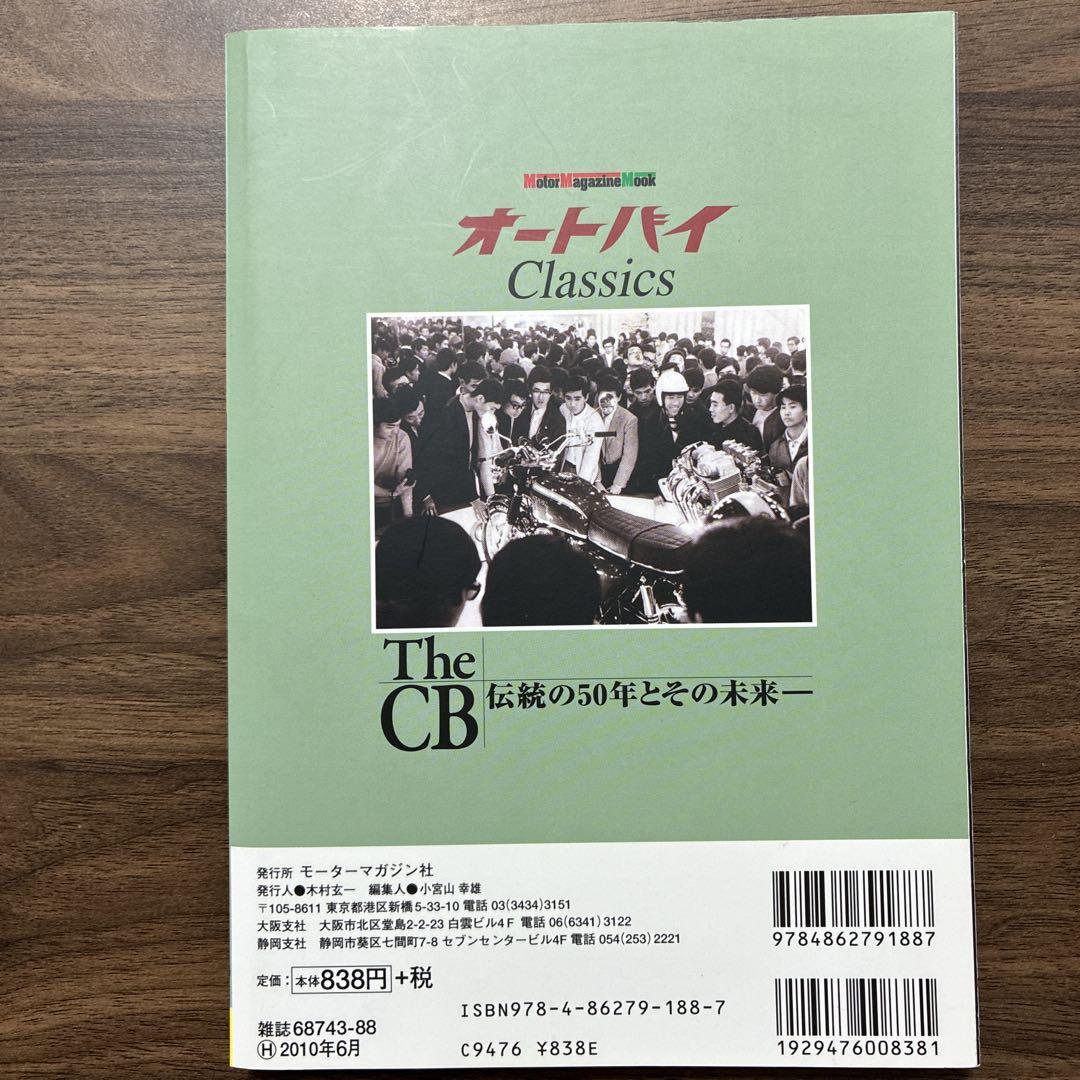 MotorMagazineMook
オートバイ
Classics
The
CB
伝統の50年とその未来―
発行所 モーターマガジン社
発行人●木村玄一 編集人●小宮山 幸雄
〒105-8611 東京都港区新橋5-33-10 電話 03(3434)3151
大阪支社 大阪市北区堂島2-2-23 白雲ビル4F 電話 06(6341)3122
静岡支社 静岡市葵区七間町7-8 セブンセンタービル4F 電話 054(253)2221
定価：本体838円+税
雑誌 68743-88
Ⓗ 2010年6月
ISBN978-4-86279-188-7
C9476 ¥838E
9784862791887
1929476008381